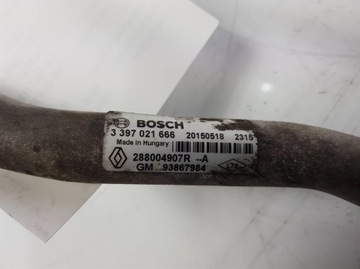 BOSCH
3 397 021 666 20150518 2315
Made in Hungary
288004907R --A
GM 93867984